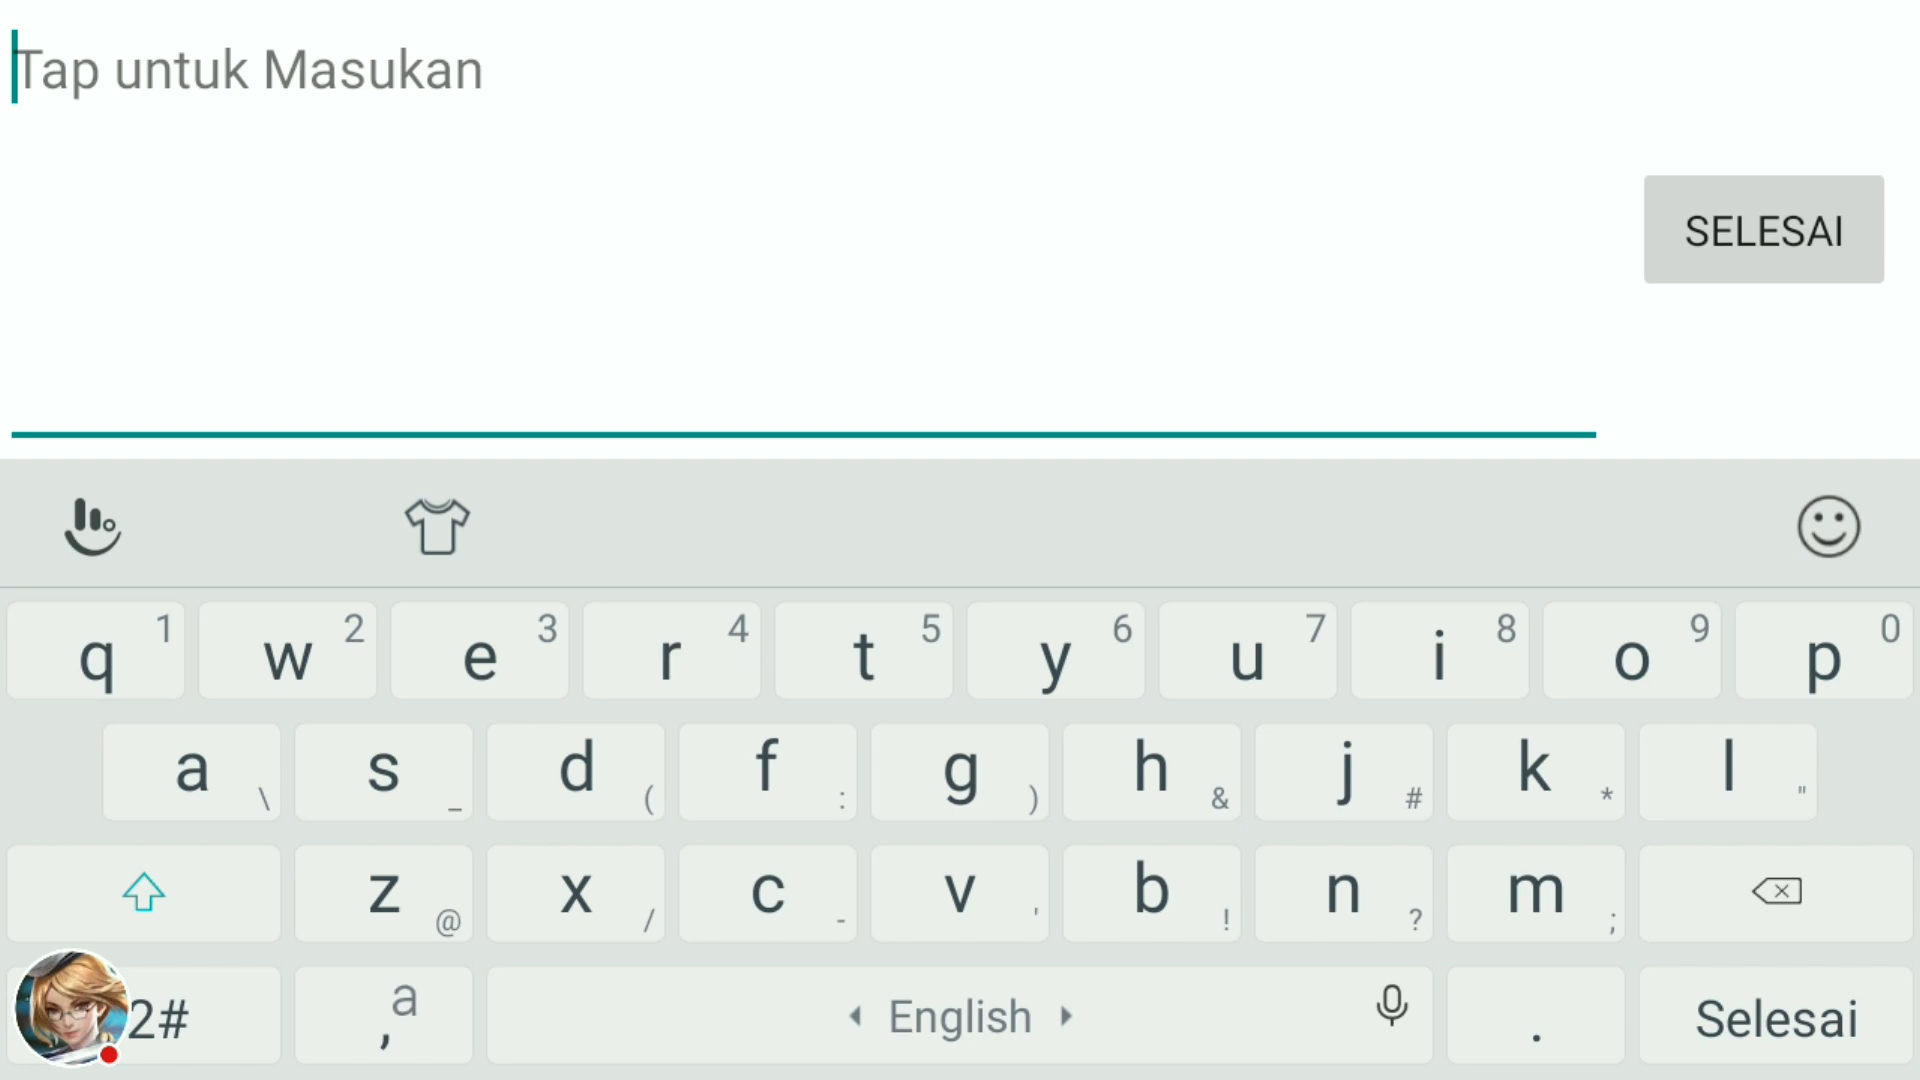 Tap untuk Masukan
SELESAI
q 1 w 2 e 3 r 4 t 5 y 6 u 7 i 8 o 9 p 0
a \ s _ d ( f : g ) h & j # k * l "
z @ x / c - v ' b ! n ? m ;
2# , a English . Selesai